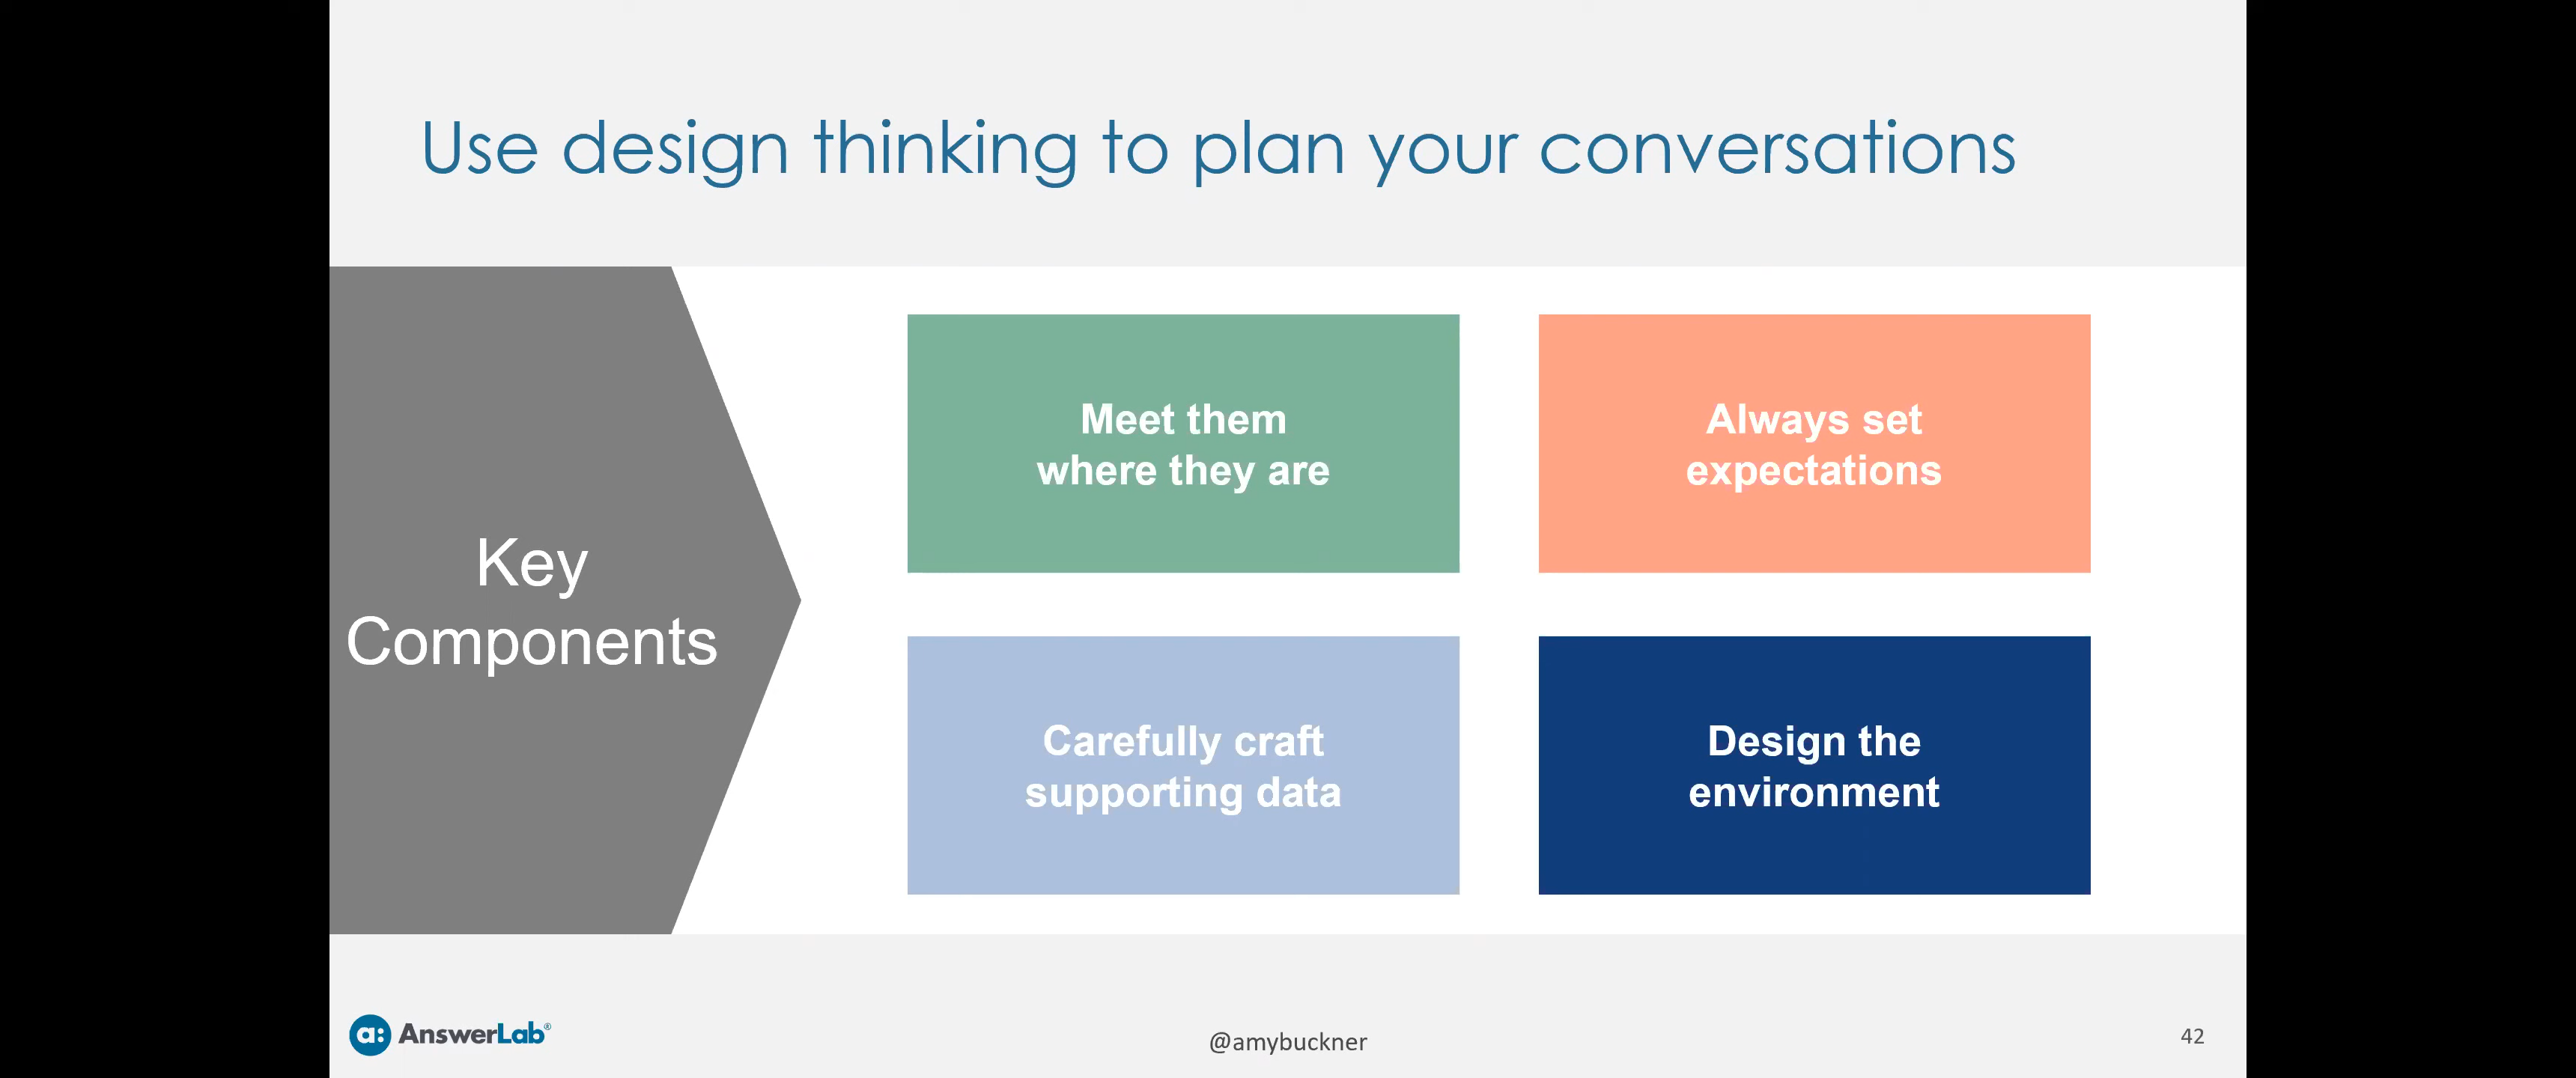 Use design thinking to plan your conversations
Key
Components
Meet them
where they are
Always set
expectations
Carefully craft
supporting data
Design the
environment
a: AnswerLab®
@amybuckner
42